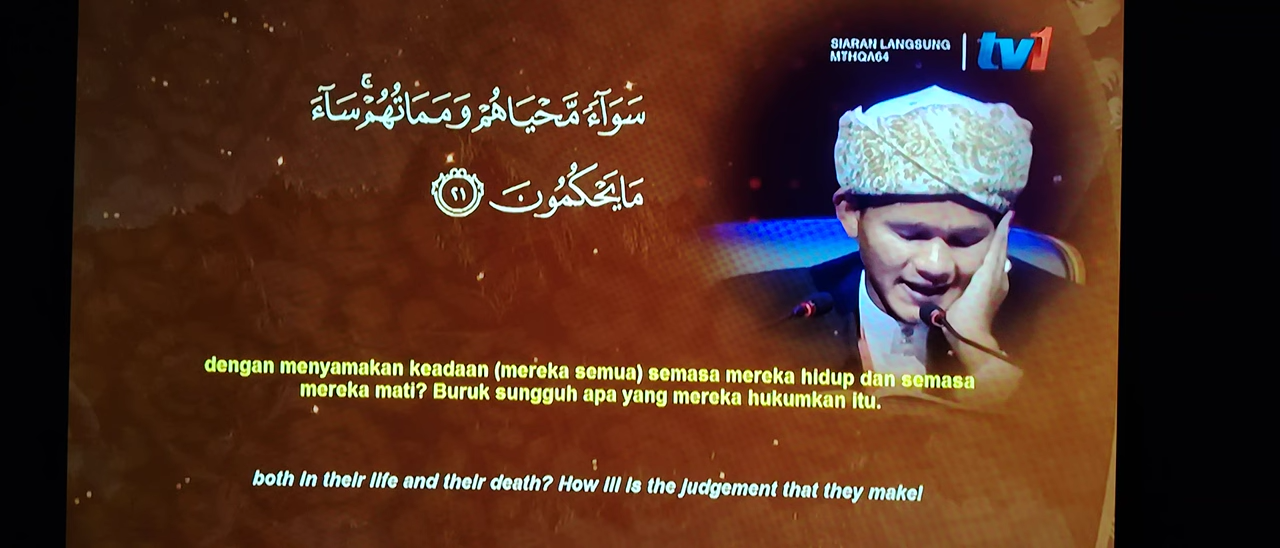 SIARAN LANGSUNG
MTHQA64
tv1
سَوَآءً مَّحْيَاهُمْ وَمَمَاتُهُمْ ۚ سَآءَ
مَا يَحْكُمُونَ ٢١
dengan menyamakan keadaan (mereka semua) semasa mereka hidup dan semasa
mereka mati? Buruk sungguh apa yang mereka hukumkan itu.
both in their life and their death? How ill is the judgement that they make!